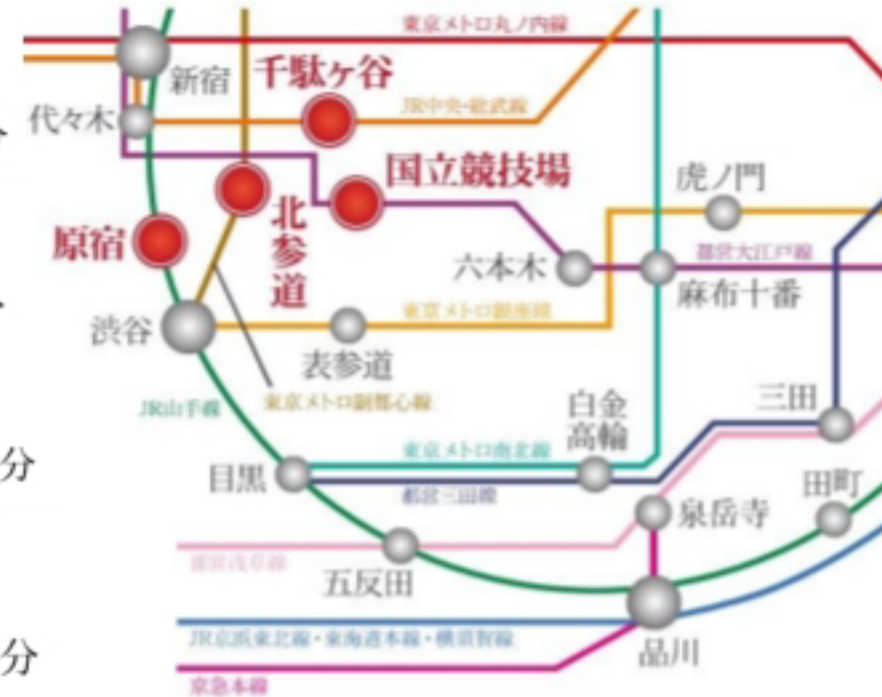 東京メトロ丸ノ内線
新宿
千駄ヶ谷
代々木
JR中央・総武線
国立競技場
虎ノ門
北参道
原宿
六本木
都営大江戸線
麻布十番
渋谷
東京メトロ銀座線
表参道
JR山手線
東京メトロ副都心線
三田
白金
高輪
東京メトロ南北線
目黒
分
都営三田線
泉岳寺
田町
都営浅草線
五反田
JR京浜東北線・東海道本線・横須賀線
品川
分
京急本線